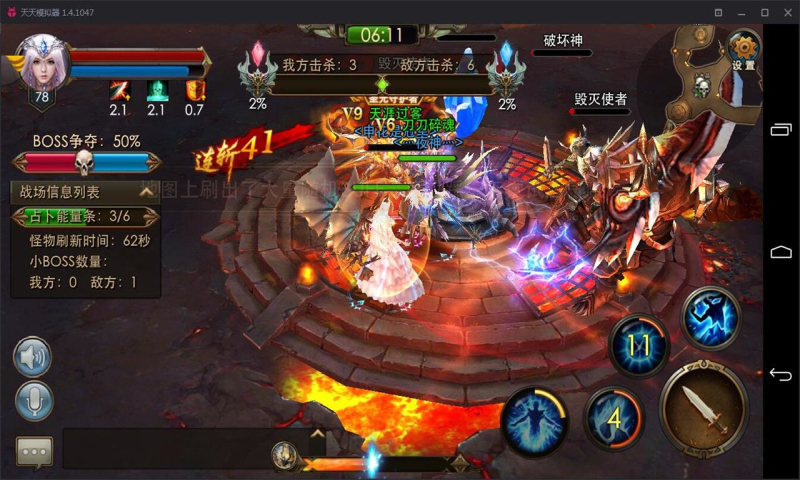 天天模拟器 1.4.1047
06:11
破坏神
我方击杀：3
敌方击杀：6
设置
78
2.1
2.1
0.7
2%
2%
毁灭使者
V9 天涯过客
V6 刀刃碎魂
BOSS争夺：50%
连斩41
战场信息列表
占卜能量条：3/6
怪物刷新时间：62秒
小BOSS数量：
我方：0 敌方：1
11
4